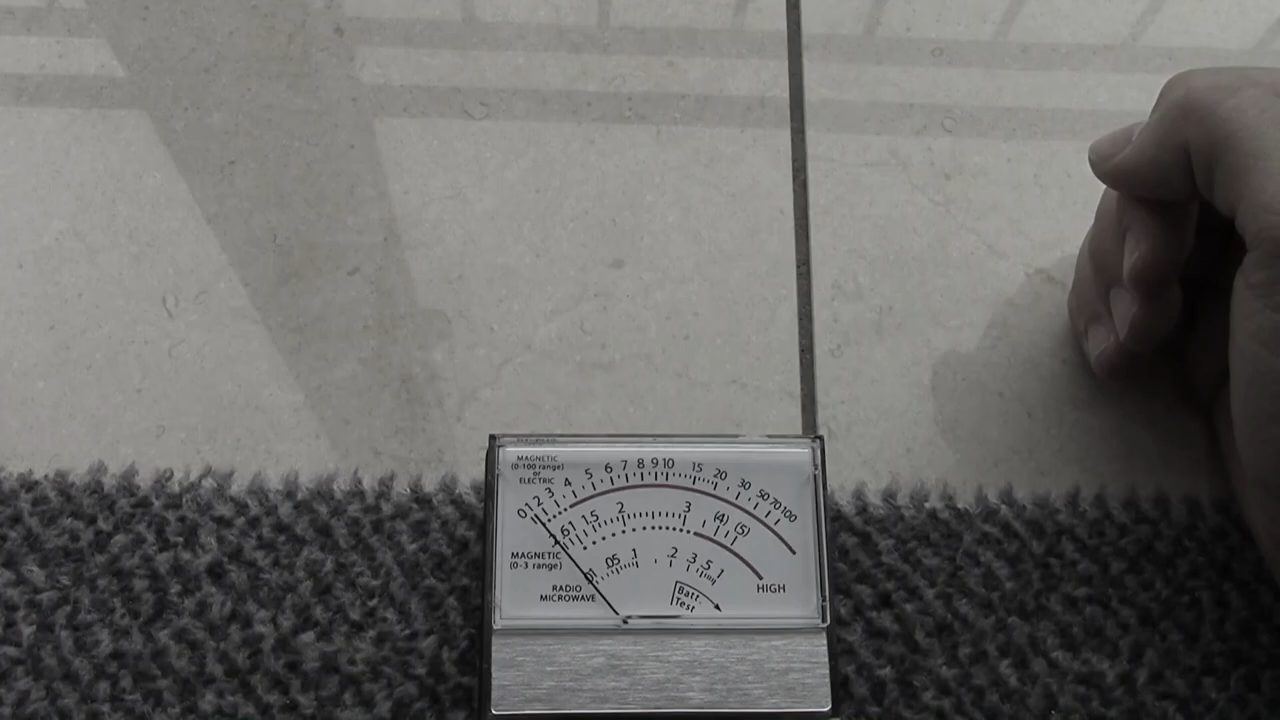 MAGNETIC
(0-100 range)
or
ELECTRIC
0 1 2 3 4 5 6 7 8 9 10 15 20 30 50 70 100
.6 1 1.5 2 3 (4) (5)
MAGNETIC
(0-3 range)
.01 .05 .1 .2 .3 .5 1
RADIO
MICROWAVE
HIGH
Batt.
Test